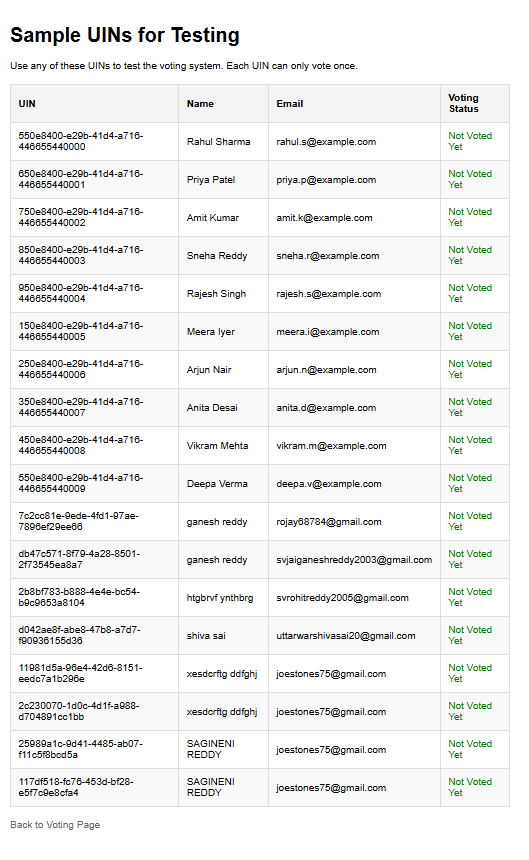 Sample UINs for Testing
Use any of these UINs to test the voting system. Each UIN can only vote once.
UIN Name Email Voting Status
550e8400-e29b-41d4-a716-446655440000 Rahul Sharma rahul.s@example.com Not Voted Yet
650e8400-e29b-41d4-a716-446655440001 Priya Patel priya.p@example.com Not Voted Yet
750e8400-e29b-41d4-a716-446655440002 Amit Kumar amit.k@example.com Not Voted Yet
850e8400-e29b-41d4-a716-446655440003 Sneha Reddy sneha.r@example.com Not Voted Yet
950e8400-e29b-41d4-a716-446655440004 Rajesh Singh rajesh.s@example.com Not Voted Yet
150e8400-e29b-41d4-a716-446655440005 Meera Iyer meera.i@example.com Not Voted Yet
250e8400-e29b-41d4-a716-446655440006 Arjun Nair arjun.n@example.com Not Voted Yet
350e8400-e29b-41d4-a716-446655440007 Anita Desai anita.d@example.com Not Voted Yet
450e8400-e29b-41d4-a716-446655440008 Vikram Mehta vikram.m@example.com Not Voted Yet
550e8400-e29b-41d4-a716-446655440009 Deepa Verma deepa.v@example.com Not Voted Yet
7c2cc81e-9ede-4fd1-97ae-7896ef29ee66 ganesh reddy rojay68784@gmail.com Not Voted Yet
db47c571-8f79-4a28-8501-2f73545ea8a7 ganesh reddy svjaiganeshreddy2003@gmail.com Not Voted Yet
2b8bf783-b888-4e4e-bc54-b9c9653a8104 htgbrvf ynthbrg svrohitreddy2005@gmail.com Not Voted Yet
d042ae8f-abe8-47b8-a7d7-f90936155d36 shiva sai uttarwarshivasai20@gmail.com Not Voted Yet
11981d5a-96e4-42d6-8151-eedc7a1b296e xesdcrftg ddfghj joestones75@gmail.com Not Voted Yet
2c230070-1d0c-4d1f-a988-d704891cc1bb xesdcrftg ddfghj joestones75@gmail.com Not Voted Yet
25989a1c-9d41-4485-ab07-f11c5f8bcd5a SAGINENI REDDY joestones75@gmail.com Not Voted Yet
117df518-fc76-453d-bf28-e5f7c9e8cfa4 SAGINENI REDDY joestones75@gmail.com Not Voted Yet
Back to Voting Page